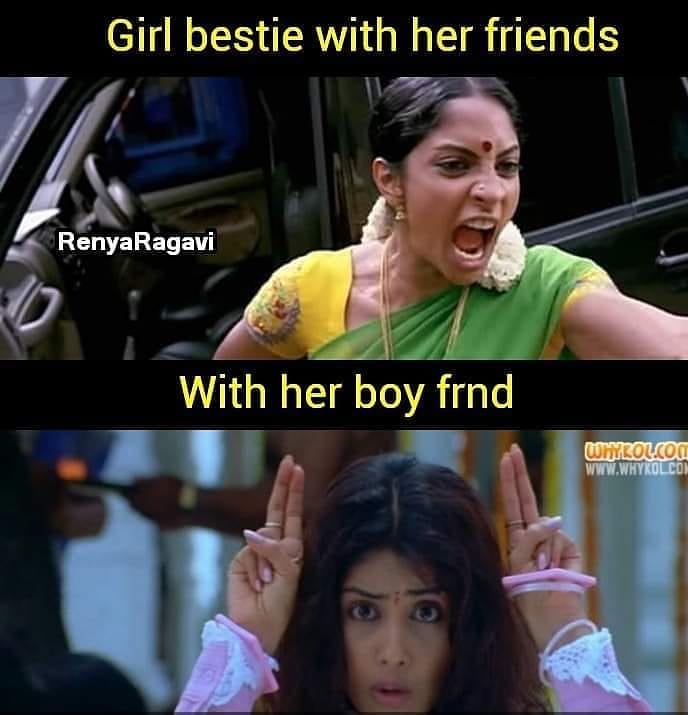 Girl bestie with her friends
RenyaRagavi
With her boy frnd
WHYKOL.COM
WWW.WHYKOL.COM